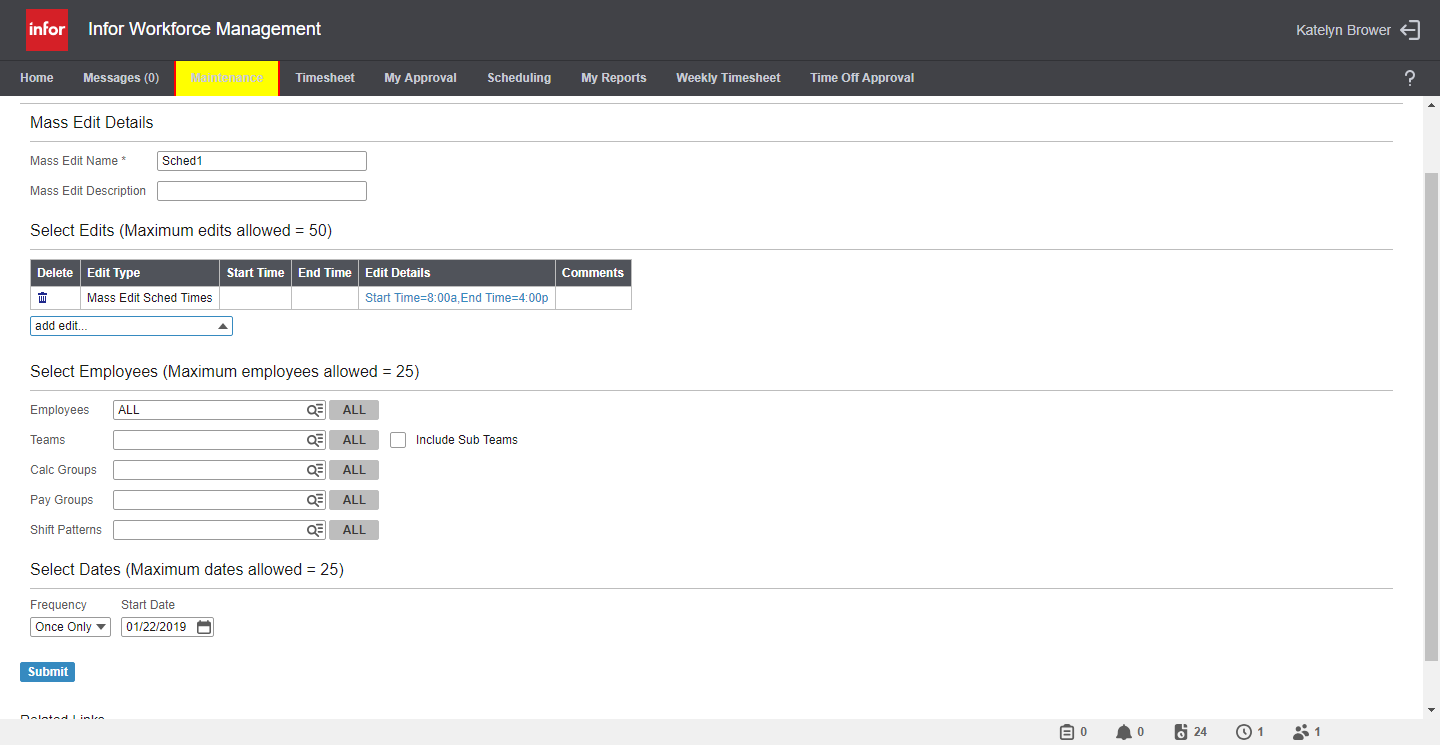 infor Infor Workforce Management Katelyn Brower
Home Messages (0) Maintenance Timesheet My Approval Scheduling My Reports Weekly Timesheet Time Off Approval ?
Mass Edit Details
Mass Edit Name * Sched1
Mass Edit Description
Select Edits (Maximum edits allowed = 50)
Delete Edit Type Start Time End Time Edit Details Comments
Mass Edit Sched Times Start Time=8:00a,End Time=4:00p
add edit...
Select Employees (Maximum employees allowed = 25)
Employees ALL ALL
Teams ALL Include Sub Teams
Calc Groups ALL
Pay Groups ALL
Shift Patterns ALL
Select Dates (Maximum dates allowed = 25)
Frequency Start Date
Once Only 01/22/2019
Submit
Related Links
0 0 24 1 1